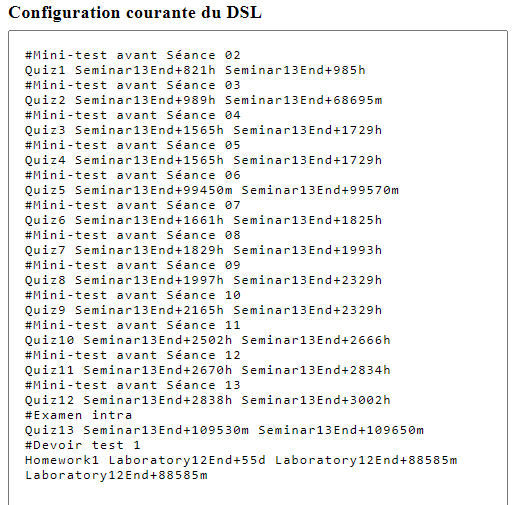 Configuration courante du DSL
#Mini-test avant Séance 02
Quiz1 Seminar13End+821h Seminar13End+985h
#Mini-test avant Séance 03
Quiz2 Seminar13End+989h Seminar13End+68695m
#Mini-test avant Séance 04
Quiz3 Seminar13End+1565h Seminar13End+1729h
#Mini-test avant Séance 05
Quiz4 Seminar13End+1565h Seminar13End+1729h
#Mini-test avant Séance 06
Quiz5 Seminar13End+99450m Seminar13End+99570m
#Mini-test avant Séance 07
Quiz6 Seminar13End+1661h Seminar13End+1825h
#Mini-test avant Séance 08
Quiz7 Seminar13End+1829h Seminar13End+1993h
#Mini-test avant Séance 09
Quiz8 Seminar13End+1997h Seminar13End+2329h
#Mini-test avant Séance 10
Quiz9 Seminar13End+2165h Seminar13End+2329h
#Mini-test avant Séance 11
Quiz10 Seminar13End+2502h Seminar13End+2666h
#Mini-test avant Séance 12
Quiz11 Seminar13End+2670h Seminar13End+2834h
#Mini-test avant Séance 13
Quiz12 Seminar13End+2838h Seminar13End+3002h
#Examen intra
Quiz13 Seminar13End+109530m Seminar13End+109650m
#Devoir test 1
Homework1 Laboratory12End+55d Laboratory12End+88585m
Laboratory12End+88585m